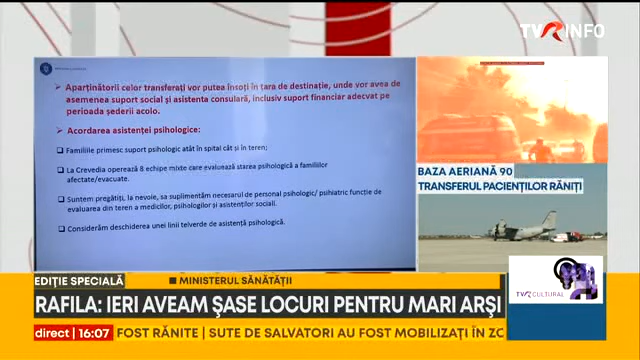 TVR INFO
Aparținătorii celor transferați vor putea însoți în țara de destinație, unde vor avea de
asemenea suport social și asistenta consulară, inclusiv suport financiar adecvat pe
perioada șederii acolo.
Acordarea asistenței psihologice:
Familiile primesc suport psihologic atât în spital cât și în teren;
La Crevedia operează 8 echipe mixte care evaluează starea psihologică a familiilor
afectate/evacuate.
Suntem pregătiți, la nevoie, sa suplimentăm necesarul de personal psihologic/ psihiatric funcție de
evaluarea din teren a medicilor, psihologilor și asistenților sociali.
Considerăm deschiderea unei linii telverde de asistență psihologică.
BAZA AERIANĂ 90
TRANSFERUL PACIENȚILOR RĂNIȚI
EDIȚIE SPECIALĂ
MINISTERUL SĂNĂTĂȚII
RAFILA: IERI AVEAM ȘASE LOCURI PENTRU MARI ARȘI
TVR CULTURAL
direct | 16:07
FOST RĂNITE | SUTE DE SALVATORI AU FOST MOBILIZAȚI ÎN ZO